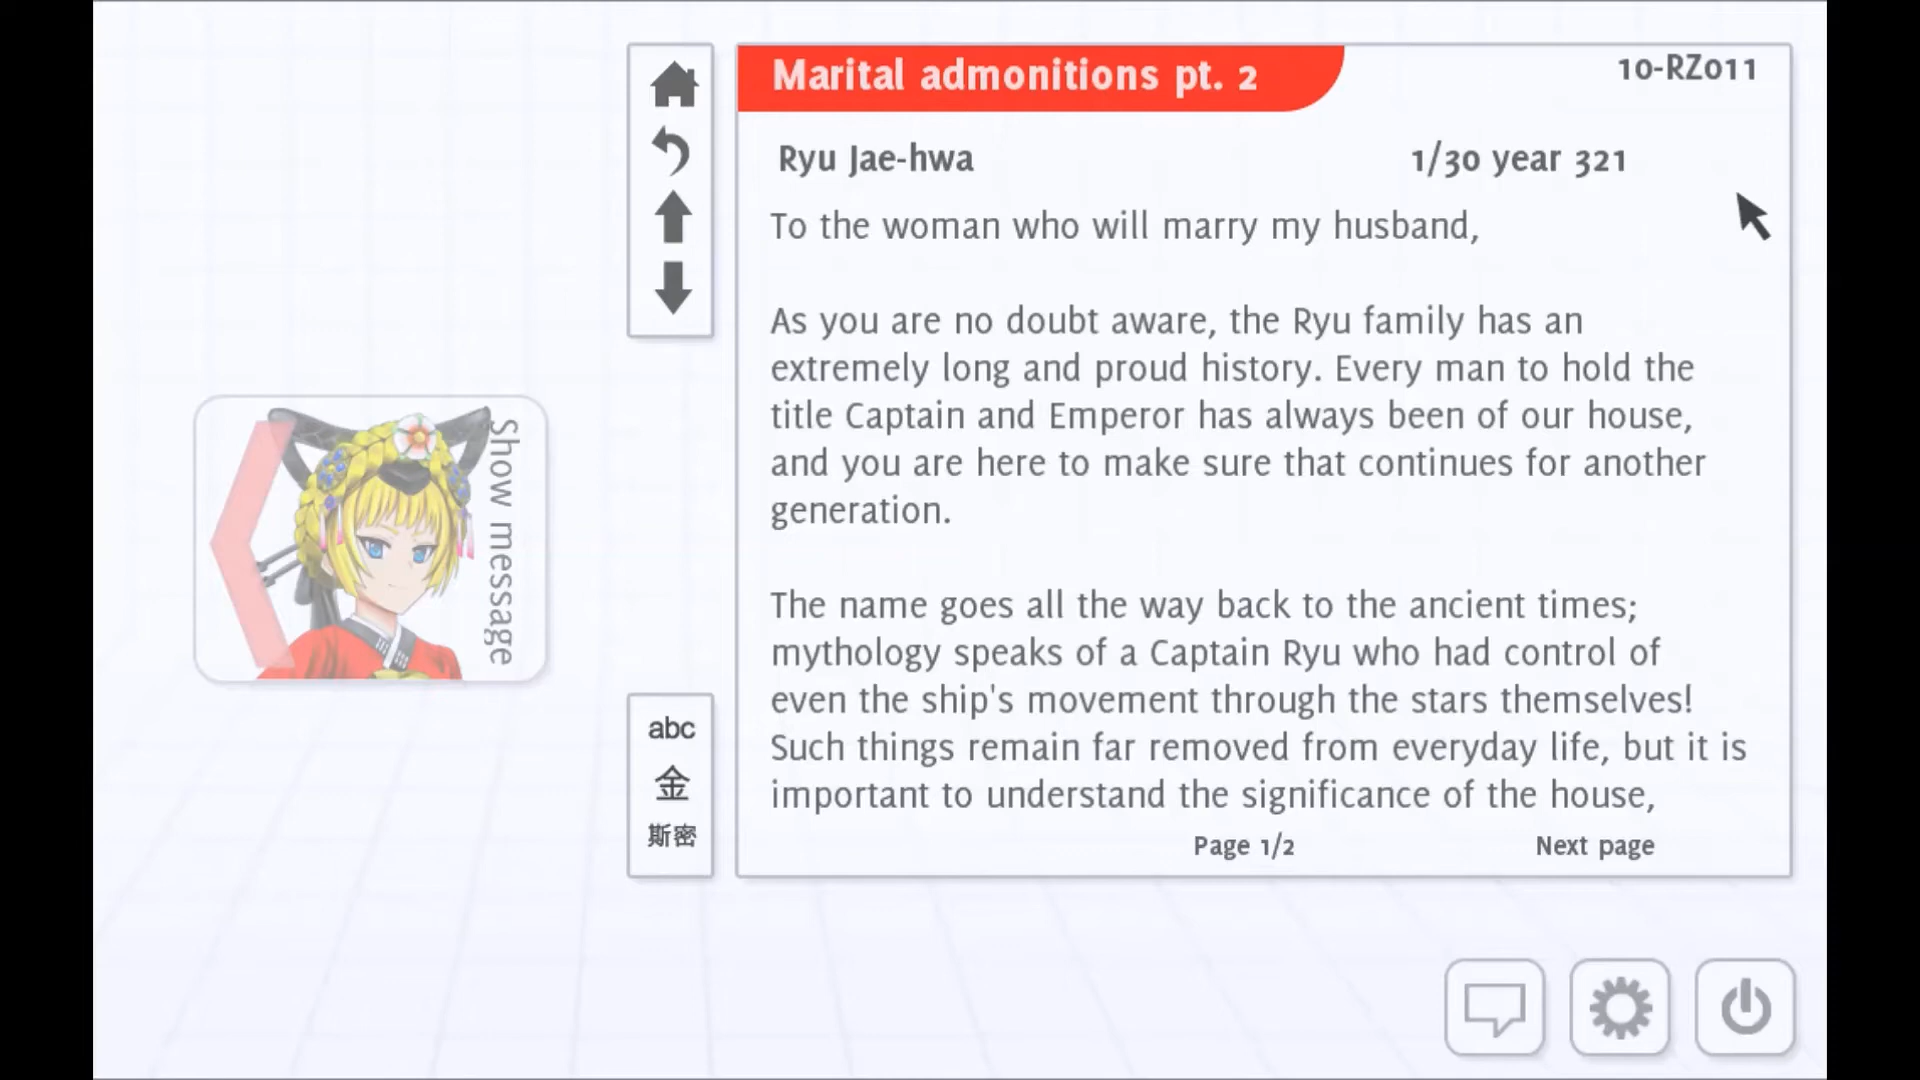 Marital admonitions pt. 2
10-RZ011
Ryu Jae-hwa
1/30 year 321
To the woman who will marry my husband,
As you are no doubt aware, the Ryu family has an
extremely long and proud history. Every man to hold the
title Captain and Emperor has always been of our house,
and you are here to make sure that continues for another
generation.
The name goes all the way back to the ancient times;
mythology speaks of a Captain Ryu who had control of
even the ship's movement through the stars themselves!
Such things remain far removed from everyday life, but it is
important to understand the significance of the house,
Page 1/2
Next page
Show message
abc
金
斯密